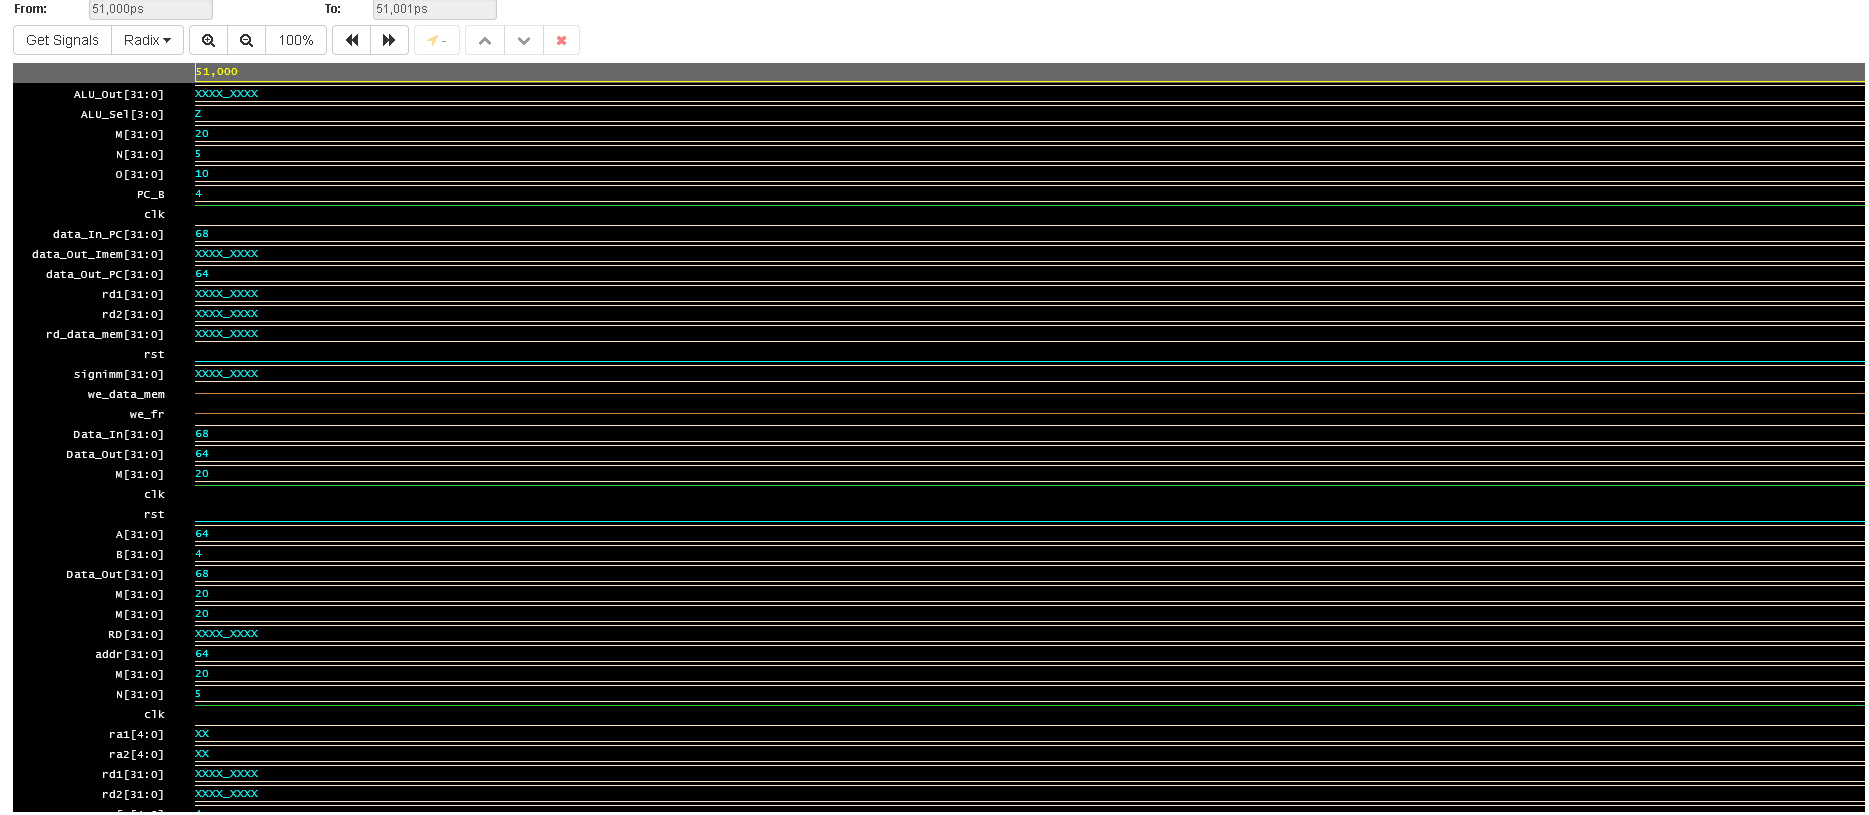 From: 51,000ps To: 51,001ps
Get Signals Radix 100% -
51,000
ALU_Out[31:0] XXXX_XXXX
ALU_Sel[3:0] Z
M[31:0] 20
N[31:0] 5
O[31:0] 10
PC_B 4
clk
data_In_PC[31:0] 68
data_Out_Imem[31:0] XXXX_XXXX
data_Out_PC[31:0] 64
rd1[31:0] XXXX_XXXX
rd2[31:0] XXXX_XXXX
rd_data_mem[31:0] XXXX_XXXX
rst
signimm[31:0] XXXX_XXXX
we_data_mem
we_fr
Data_In[31:0] 68
Data_Out[31:0] 64
M[31:0] 20
clk
rst
A[31:0] 64
B[31:0] 4
Data_Out[31:0] 68
M[31:0] 20
M[31:0] 20
RD[31:0] XXXX_XXXX
addr[31:0] 64
M[31:0] 20
N[31:0] 5
clk
ra1[4:0] XX
ra2[4:0] XX
rd1[31:0] XXXX_XXXX
rd2[31:0] XXXX_XXXX